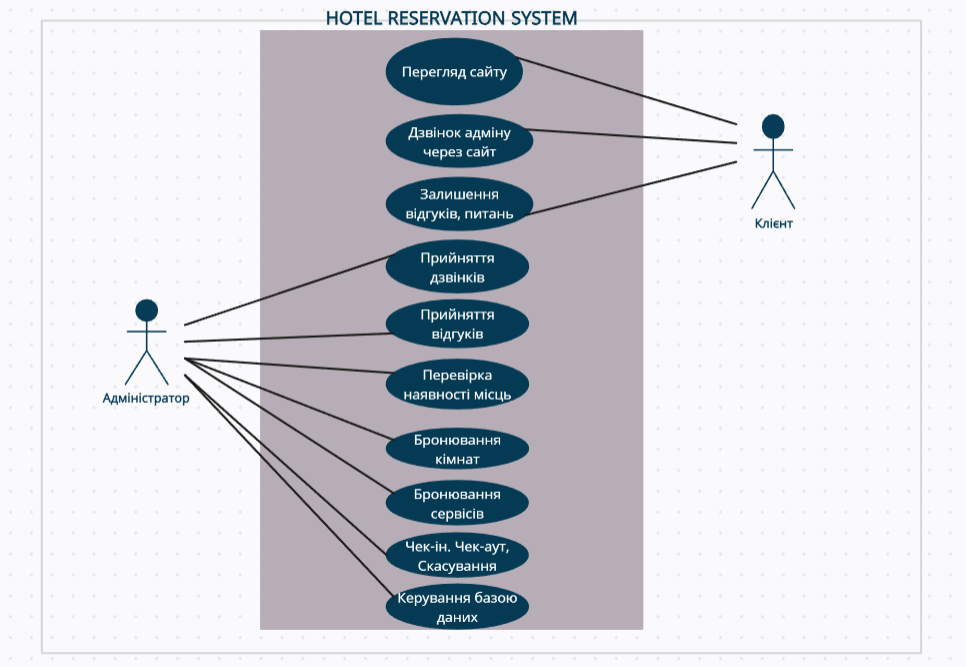 HOTEL RESERVATION SYSTEM
Перегляд сайту
Дзвінок адміну
через сайт
Залишення
відгуків, питань
Клієнт
Прийняття
дзвінків
Прийняття
відгуків
Адміністратор
Перевірка
наявності місць
Бронювання
кімнат
Бронювання
сервісів
Чек-ін. Чек-аут,
Скасування
Керування базою
даних